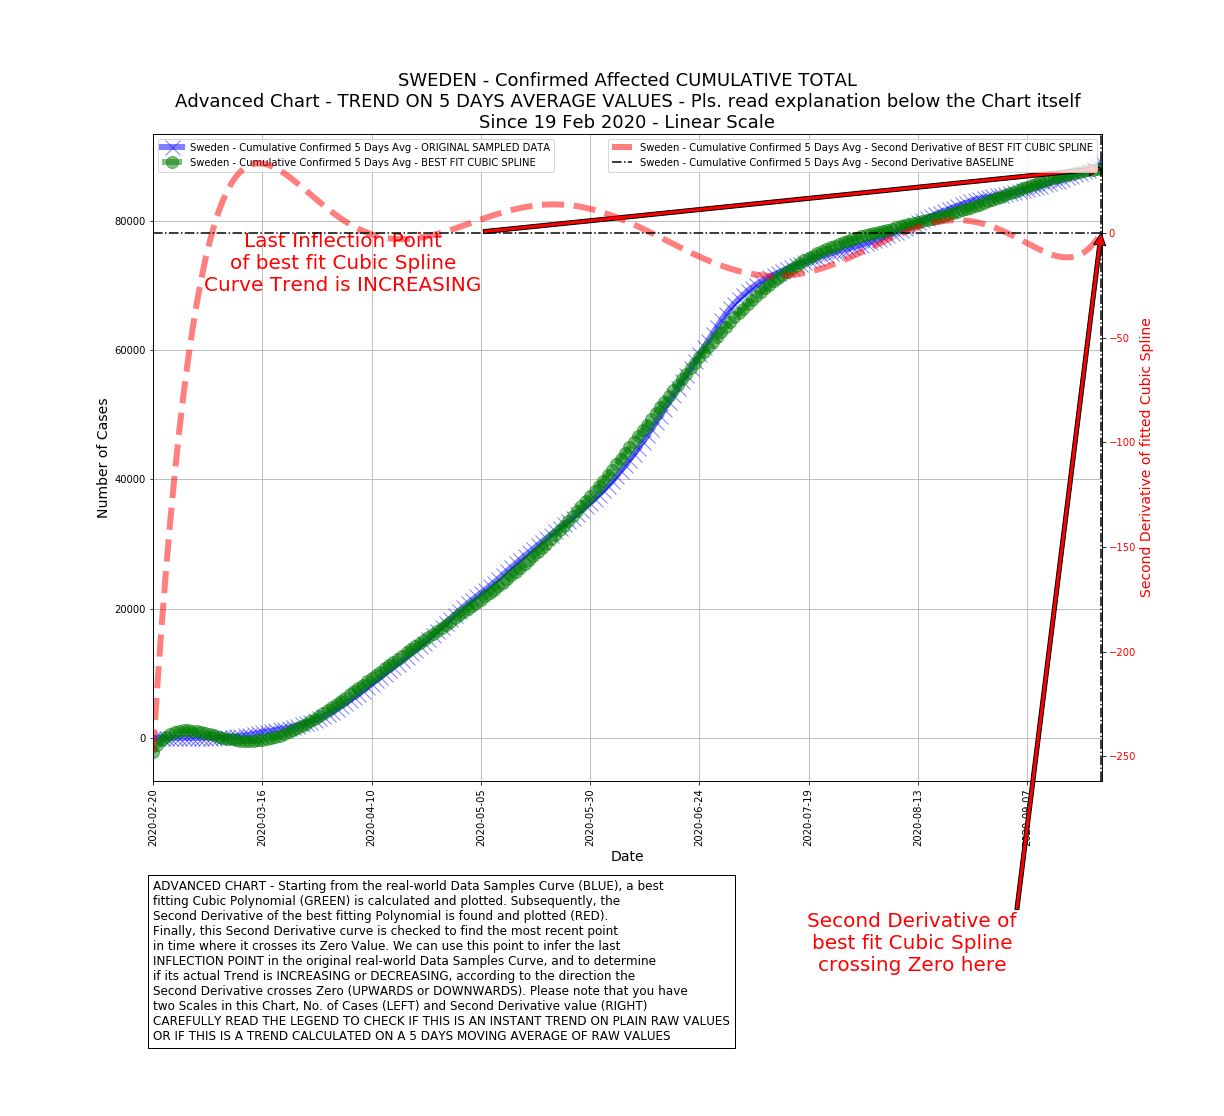 SWEDEN - Confirmed Affected CUMULATIVE TOTAL
Advanced Chart - TREND ON 5 DAYS AVERAGE VALUES - Pls. read explanation below the Chart itself
Since 19 Feb 2020 - Linear Scale
Sweden - Cumulative Confirmed 5 Days Avg - ORIGINAL SAMPLED DATA
Sweden - Cumulative Confirmed 5 Days Avg - BEST FIT CUBIC SPLINE
Sweden - Cumulative Confirmed 5 Days Avg - Second Derivative of BEST FIT CUBIC SPLINE
Sweden - Cumulative Confirmed 5 Days Avg - Second Derivative BASELINE
Last Inflection Point
of best fit Cubic Spline
Curve Trend is INCREASING
Number of Cases
80000
60000
40000
20000
0
0
−50
−100
−150
−200
−250
Second Derivative of fitted Cubic Spline
2020-02-20
2020-03-16
2020-04-10
2020-05-05
2020-05-30
2020-06-24
2020-07-19
2020-08-13
2020-09-07
Date
ADVANCED CHART - Starting from the real-world Data Samples Curve (BLUE), a best
fitting Cubic Polynomial (GREEN) is calculated and plotted. Subsequently, the
Second Derivative of the best fitting Polynomial is found and plotted (RED).
Finally, this Second Derivative curve is checked to find the most recent point
in time where it crosses its Zero Value. We can use this point to infer the last
INFLECTION POINT in the original real-world Data Samples Curve, and to determine
if its actual Trend is INCREASING or DECREASING, according to the direction the
Second Derivative crosses Zero (UPWARDS or DOWNWARDS). Please note that you have
two Scales in this Chart, No. of Cases (LEFT) and Second Derivative value (RIGHT)
CAREFULLY READ THE LEGEND TO CHECK IF THIS IS AN INSTANT TREND ON PLAIN RAW VALUES
OR IF THIS IS A TREND CALCULATED ON A 5 DAYS MOVING AVERAGE OF RAW VALUES
Second Derivative of
best fit Cubic Spline
crossing Zero here